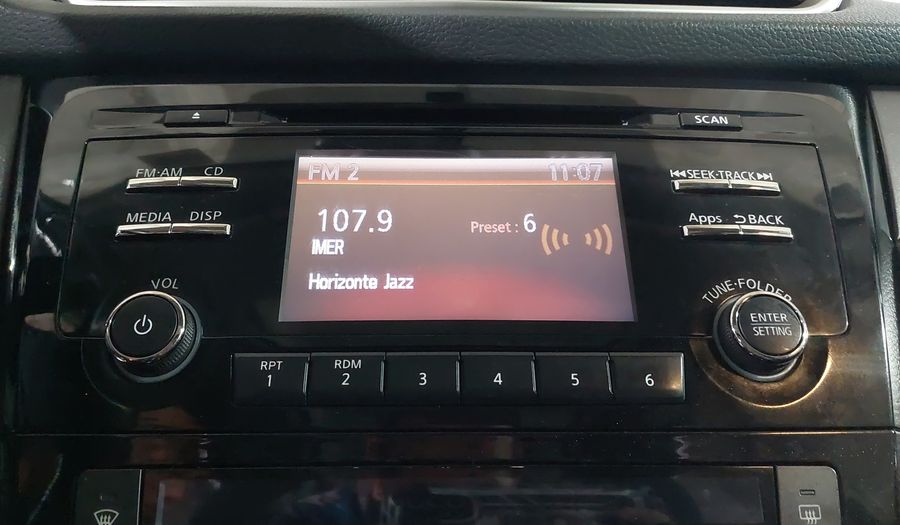 SCAN
FM·AM CD
FM 2 11:07
SEEK·TRACK
MEDIA DISP
107.9 Preset : 6
Apps BACK
IMER
Horizonte Jazz
VOL
TUNE·FOLDER
ENTER
SETTING
RPT RDM
1 2 3 4 5 6